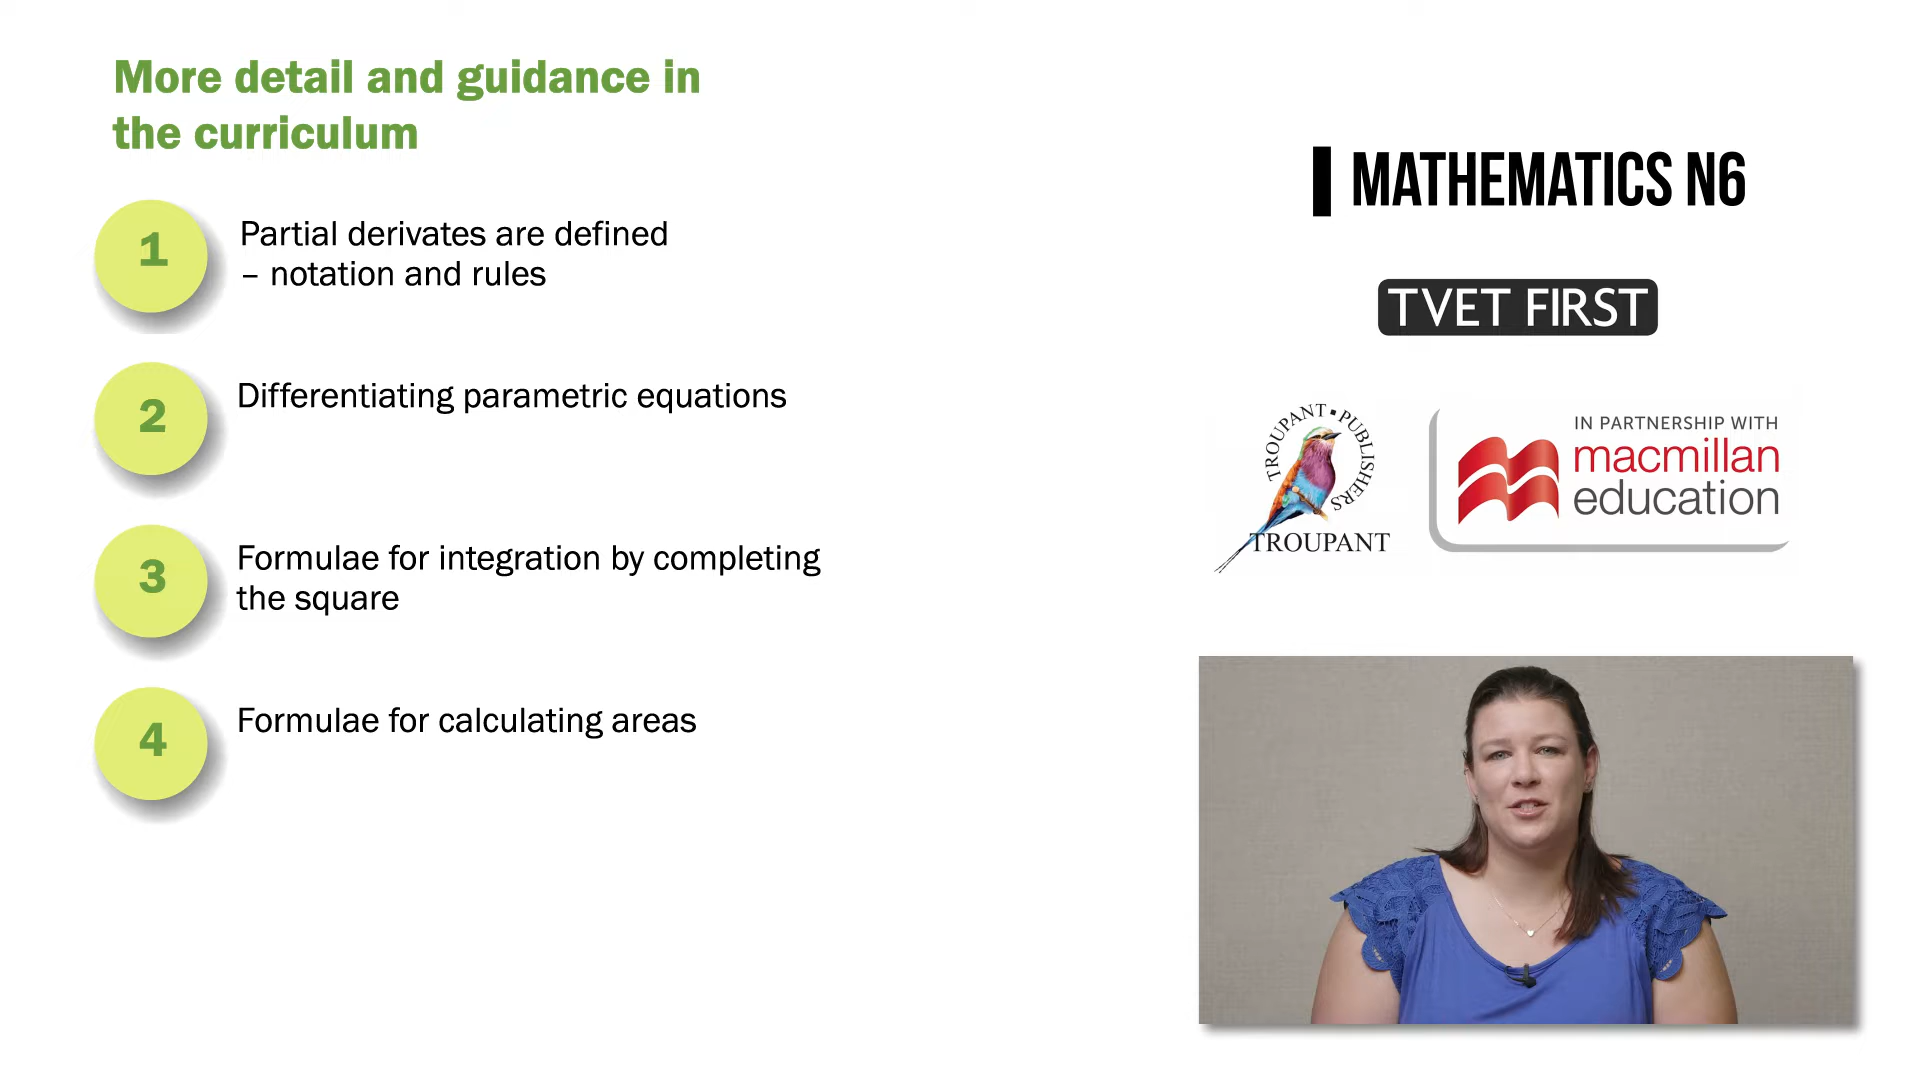 More detail and guidance in
the curriculum
1
Partial derivates are defined
– notation and rules
2
Differentiating parametric equations
3
Formulae for integration by completing
the square
4
Formulae for calculating areas
MATHEMATICS N6
TVET FIRST
TROUPANT ▪ PUBLISHERS
TROUPANT
IN PARTNERSHIP WITH
macmillan
education